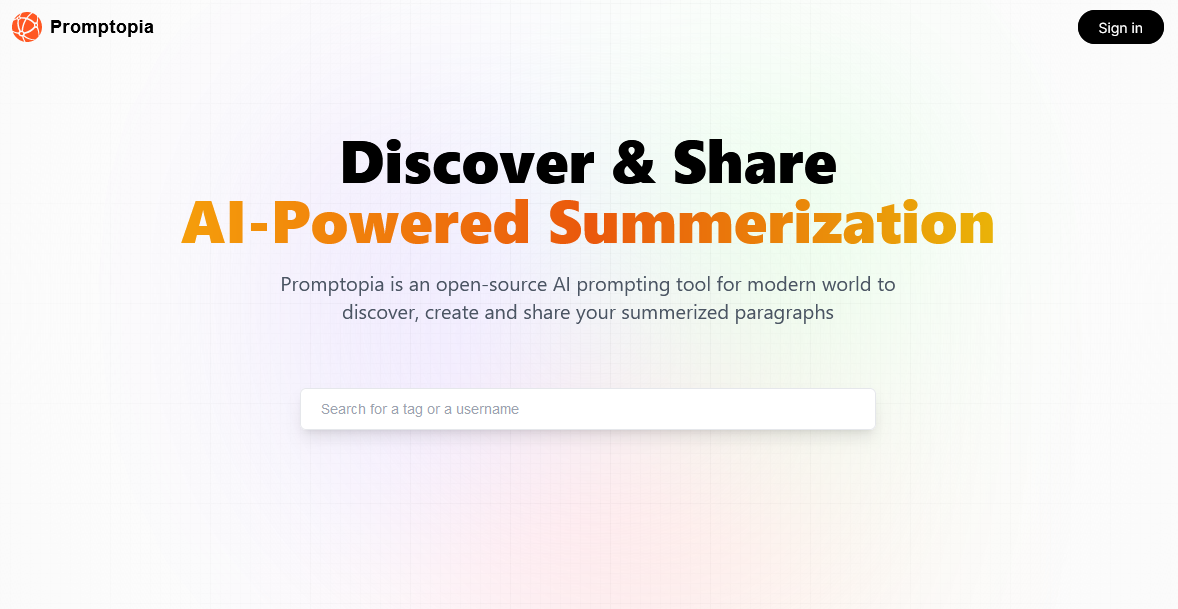 Promptopia
Sign in
Discover & Share
AI-Powered Summerization
Promptopia is an open-source AI prompting tool for modern world to
discover, create and share your summerized paragraphs
Search for a tag or a username